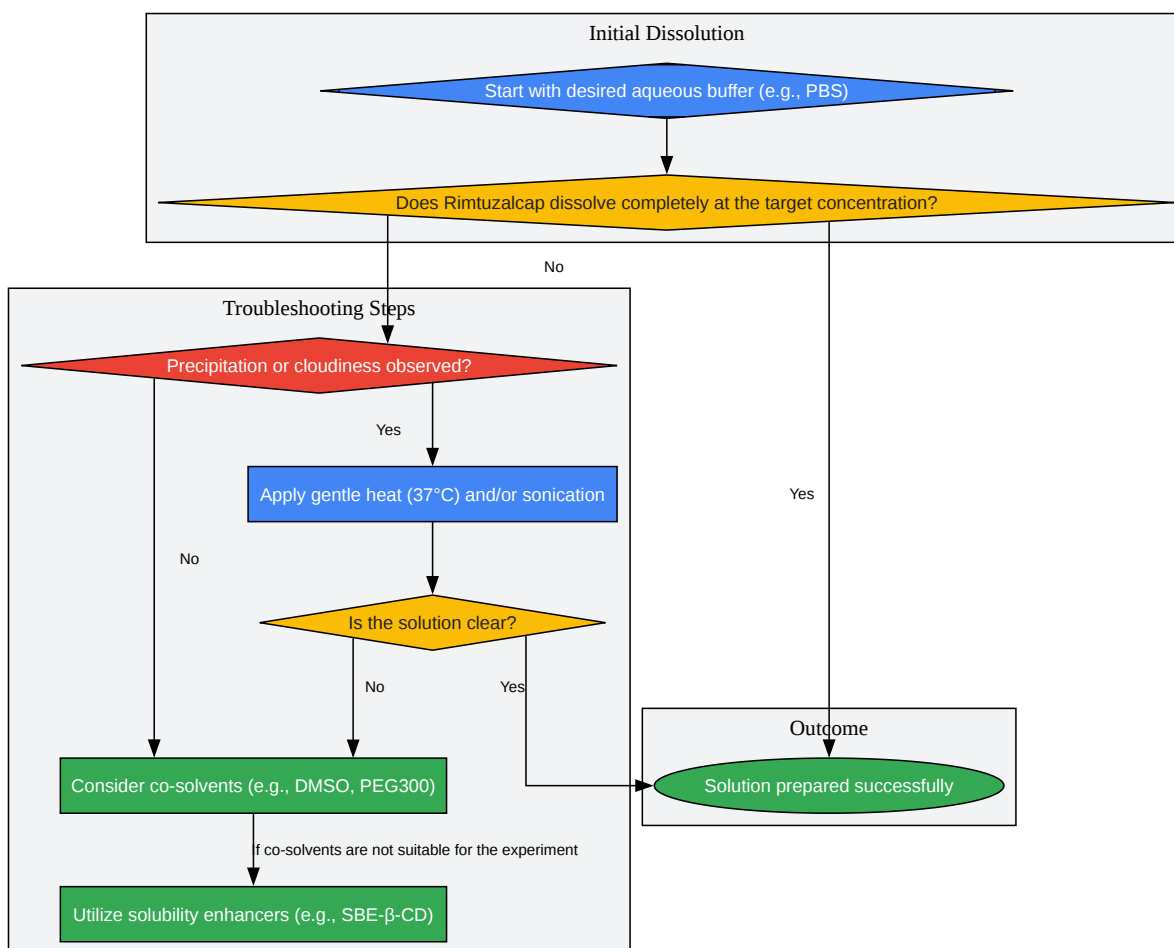 Initial Dissolution
Start with desired aqueous buffer (e.g., PBS)
Does Rimtuzalcap dissolve completely at the target concentration?
No
Troubleshooting Steps
Precipitation or cloudiness observed?
Yes
Apply gentle heat (37°C) and/or sonication
Yes
No
Is the solution clear?
No
Yes
Outcome
Consider co-solvents (e.g., DMSO, PEG300)
Solution prepared successfully
If co-solvents are not suitable for the experiment
Utilize solubility enhancers (e.g., SBE-β-CD)